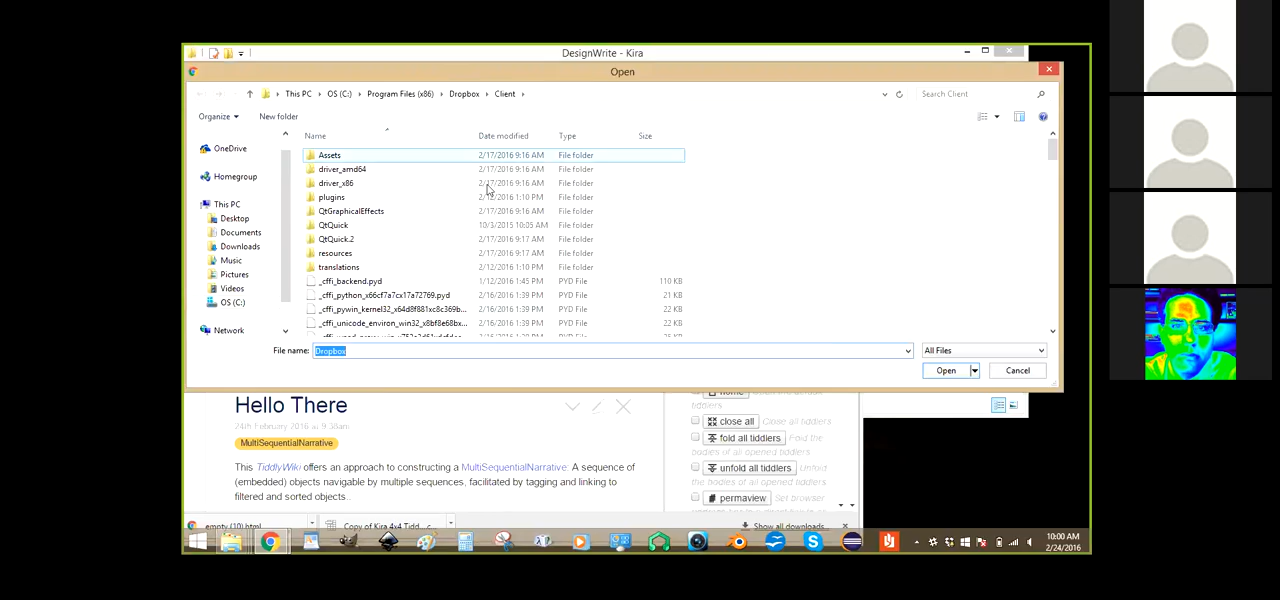 DesignWrite - Kira
Open
This PC › OS (C:) › Program Files (x86) › Dropbox › Client ›
Search Client
Organize New folder
Name Date modified Type Size
OneDrive
Homegroup
This PC
Desktop
Documents
Downloads
Music
Pictures
Videos
OS (C:)
Network
Assets 2/17/2016 9:16 AM File folder
driver_amd64 2/17/2016 9:16 AM File folder
driver_x86 2/17/2016 9:16 AM File folder
plugins 2/12/2016 1:10 PM File folder
QtGraphicalEffects 2/17/2016 9:16 AM File folder
QtQuick 10/3/2015 10:05 AM File folder
QtQuick.2 2/17/2016 9:17 AM File folder
resources 2/17/2016 9:17 AM File folder
translations 2/12/2016 1:10 PM File folder
_cffi_backend.pyd 1/12/2016 1:45 PM PYD File 110 KB
_cffi_python_x66cf7a7cx17a72769.pyd 2/16/2016 1:39 PM PYD File 21 KB
_cffi_pywin_kernel32_x64d8f881xc8c369b... 2/16/2016 1:39 PM PYD File 22 KB
_cffi_unicode_environ_win32_x8bf8e68bx... 2/16/2016 1:39 PM PYD File 22 KB
File name: Dropbox All Files
Open Cancel
Hello There
24th February 2016 at 9:38am
MultiSequentialNarrative
This TiddlyWiki offers an approach to constructing a MultiSequentialNarrative: A sequence of
(embedded) objects navigable by multiple sequences, facilitated by tagging and linking to
filtered and sorted objects.
home
tiddlers
close all Close all tiddlers
fold all tiddlers Fold the
bodies of all opened tiddlers
unfold all tiddlers Unfold
the bodies of all opened tiddlers
permaview Set browser
empty (10).html Copy of Kira 4x4 Tidd....c... Show all downloads...
10:00 AM
2/24/2016